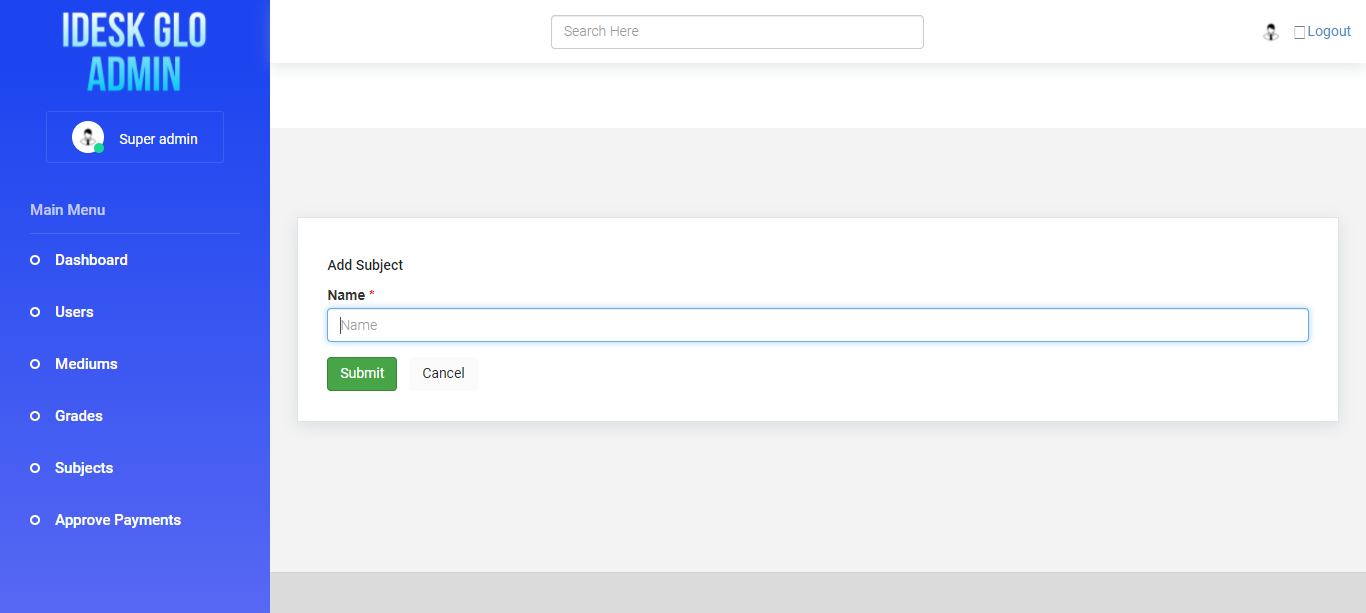 IDESK GLO
ADMIN
Super admin
Main Menu
Dashboard
Users
Mediums
Grades
Subjects
Approve Payments
Search Here
Logout
Add Subject
Name *
Name
Submit
Cancel